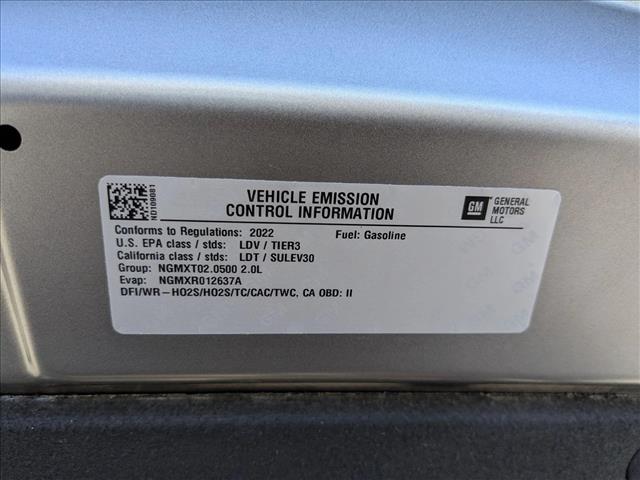 VEHICLE EMISSION
CONTROL INFORMATION
GM
GENERAL
MOTORS
LLC
Conforms to Regulations: 2022 Fuel: Gasoline
U.S. EPA class / stds: LDV / TIER3
California class / stds: LDT / SULEV30
Group: NGMXT02.0500 2.0L
Evap: NGMXR012637A
DFI/WR-HO2S/HO2S/TC/CAC/TWC, CA OBD: II